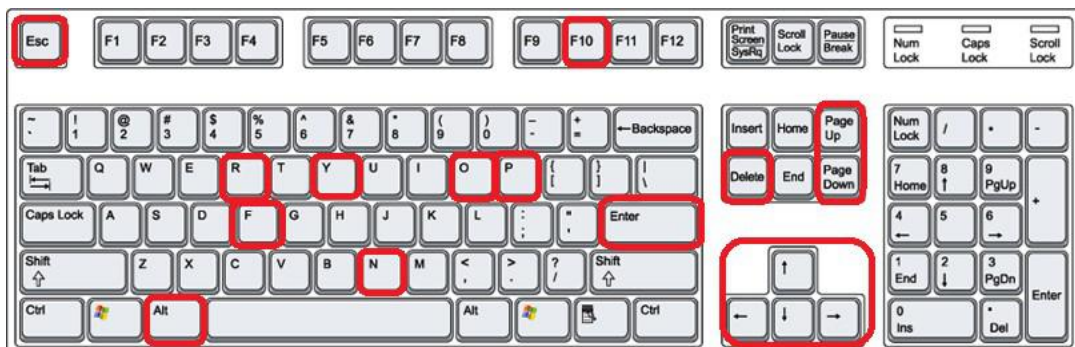 Esc F1 F2 F3 F4 F5 F6 F7 F8 F9 F10 F11 F12 Print Screen SysRq Scroll Lock Pause Break Num Lock Caps Lock Scroll Lock
~ ` ! 1 @ 2 # 3 $ 4 % 5 ^ 6 & 7 * 8 ( 9 ) 0 _ - + = ←Backspace Insert Home Page Up Num Lock / * -
Tab Q W E R T Y U I O P { [ } ] | \ Delete End Page Down 7 Home 8 ↑ 9 PgUp +
Caps Lock A S D F G H J K L : ; " ' Enter 4 ← 5 6 →
Shift Z X C V B N M < , > . ? / Shift ↑ 1 End 2 ↓ 3 PgDn Enter
Ctrl Alt Alt Ctrl ← ↓ → 0 Ins . Del